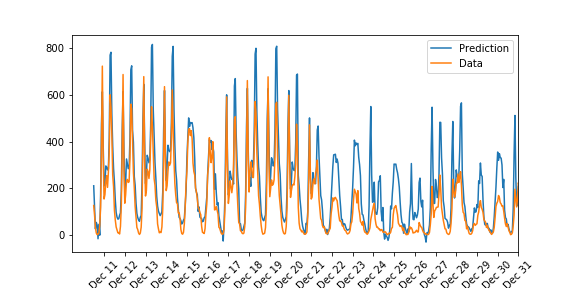 Prediction
Data
800
600
400
200
0
Dec 11
Dec 12
Dec 13
Dec 14
Dec 15
Dec 16
Dec 17
Dec 18
Dec 19
Dec 20
Dec 21
Dec 22
Dec 23
Dec 24
Dec 25
Dec 26
Dec 27
Dec 28
Dec 29
Dec 30
Dec 31